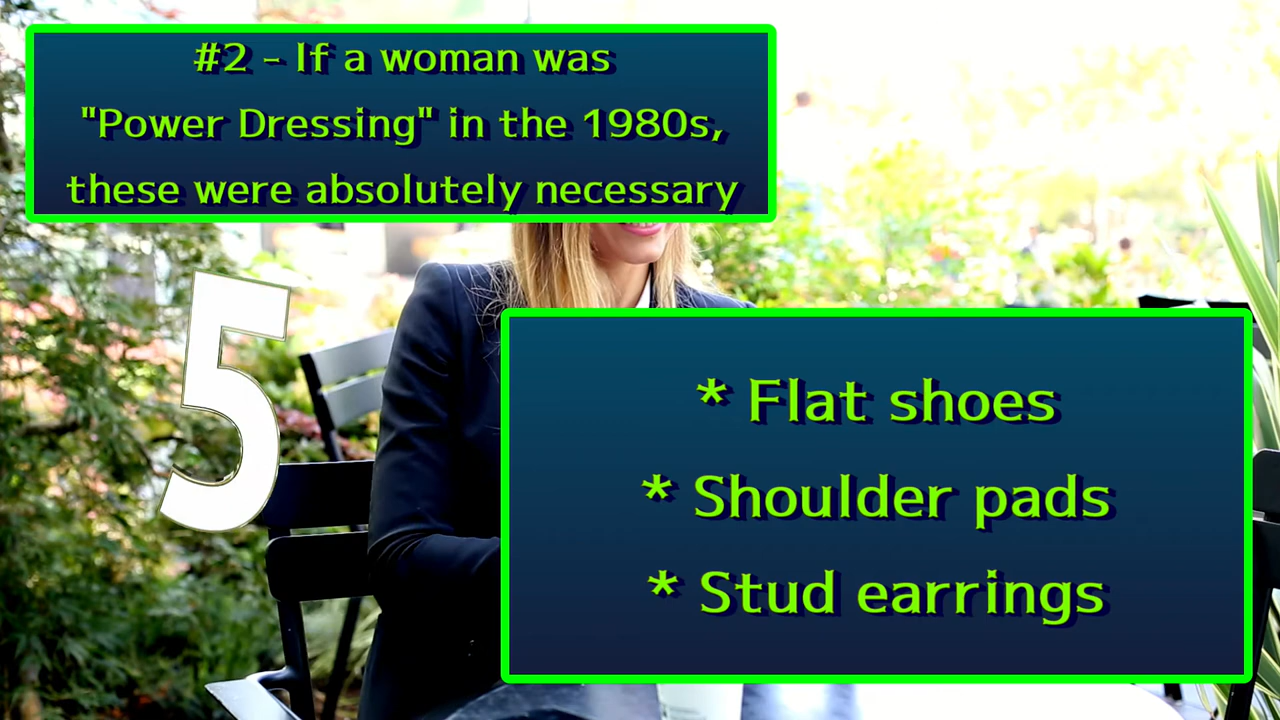 #2 - If a woman was
"Power Dressing" in the 1980s,
these were absolutely necessary
5
* Flat shoes
* Shoulder pads
* Stud earrings